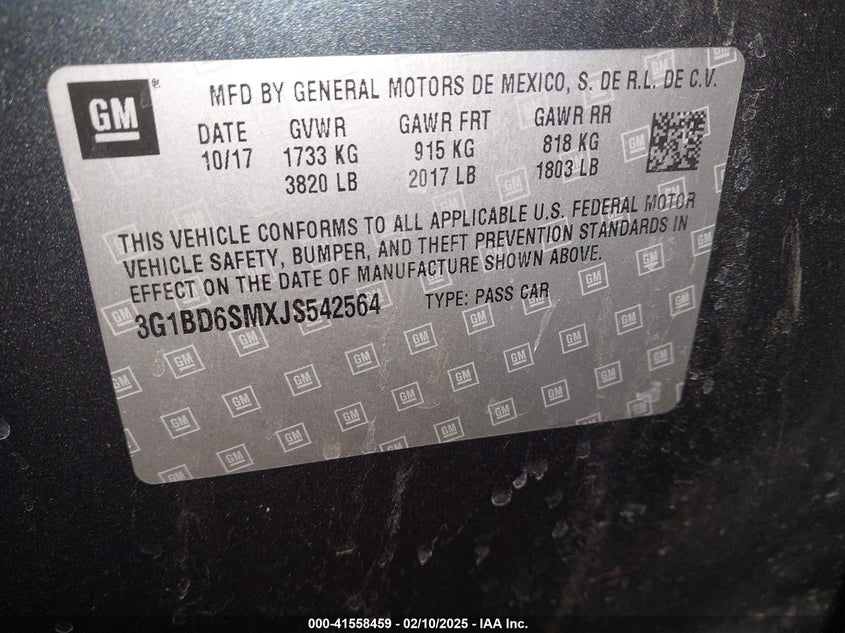 GM®
MFD BY GENERAL MOTORS DE MEXICO, S. DE R.L. DE C.V.
DATE GVWR GAWR FRT GAWR RR
10/17 1733 KG 915 KG 818 KG
3820 LB 2017 LB 1803 LB
THIS VEHICLE CONFORMS TO ALL APPLICABLE U.S. FEDERAL MOTOR
VEHICLE SAFETY, BUMPER, AND THEFT PREVENTION STANDARDS IN
EFFECT ON THE DATE OF MANUFACTURE SHOWN ABOVE.
3G1BD6SMXJS542564 TYPE: PASS CAR
000-41558459 - 02/10/2025 - IAA Inc.